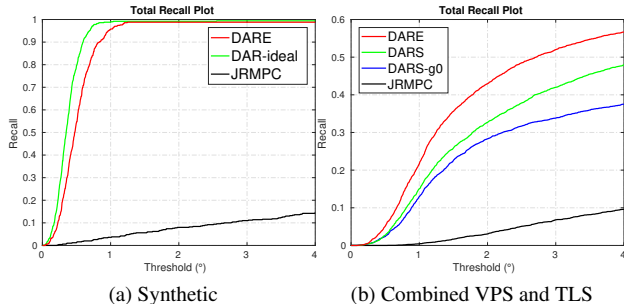 Total Recall Plot
Recall
1
0.9
0.8
0.7
0.6
0.5
0.4
0.3
0.2
0.1
0
DARE
DAR-ideal
JRMPC
0 1 2 3 4
Threshold (°)
(a) Synthetic
Total Recall Plot
Recall
0.6
0.5
0.4
0.3
0.2
0.1
0
DARE
DARS
DARS-g0
JRMPC
0 1 2 3 4
Threshold (°)
(b) Combined VPS and TLS